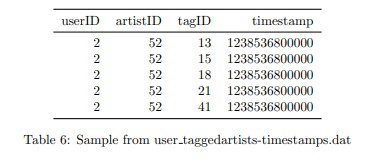 userID artistID tagID timestamp
2 52 13 1238536800000
2 52 15 1238536800000
2 52 18 1238536800000
2 52 21 1238536800000
2 52 41 1238536800000
Table 6: Sample from user_taggedartists-timestamps.dat